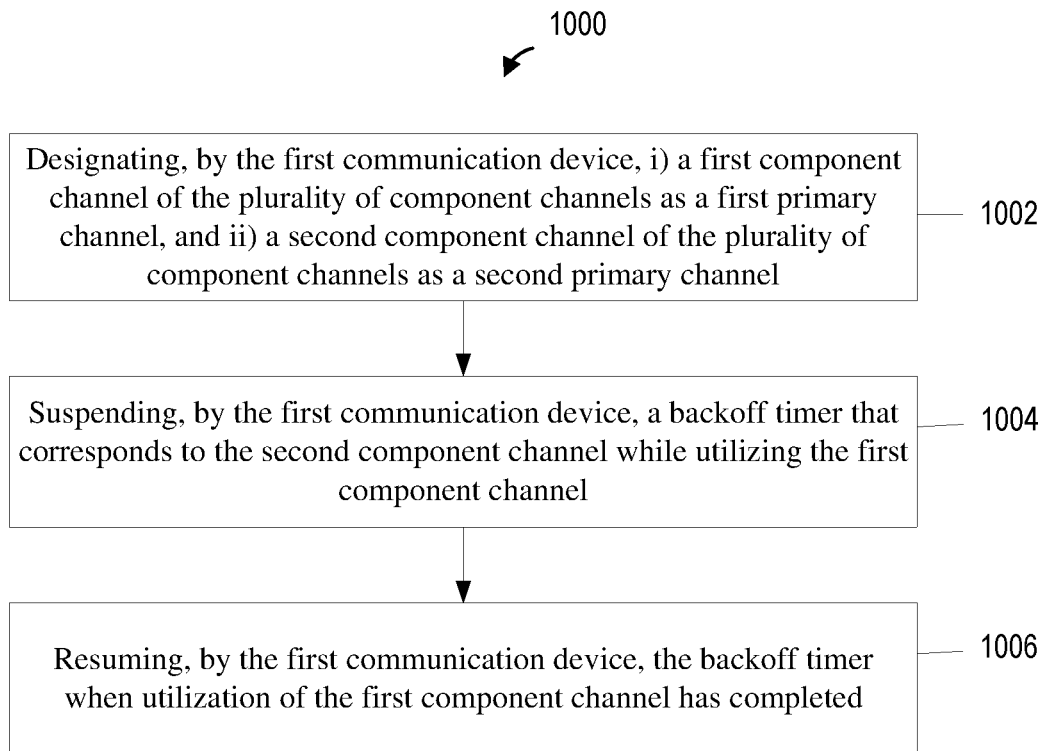 1000
Designating, by the first communication device, i) a first component
channel of the plurality of component channels as a first primary
channel, and ii) a second component channel of the plurality of
component channels as a second primary channel
1002
Suspending, by the first communication device, a backoff timer that
corresponds to the second component channel while utilizing the first
component channel
1004
Resuming, by the first communication device, the backoff timer
when utilization of the first component channel has completed
1006